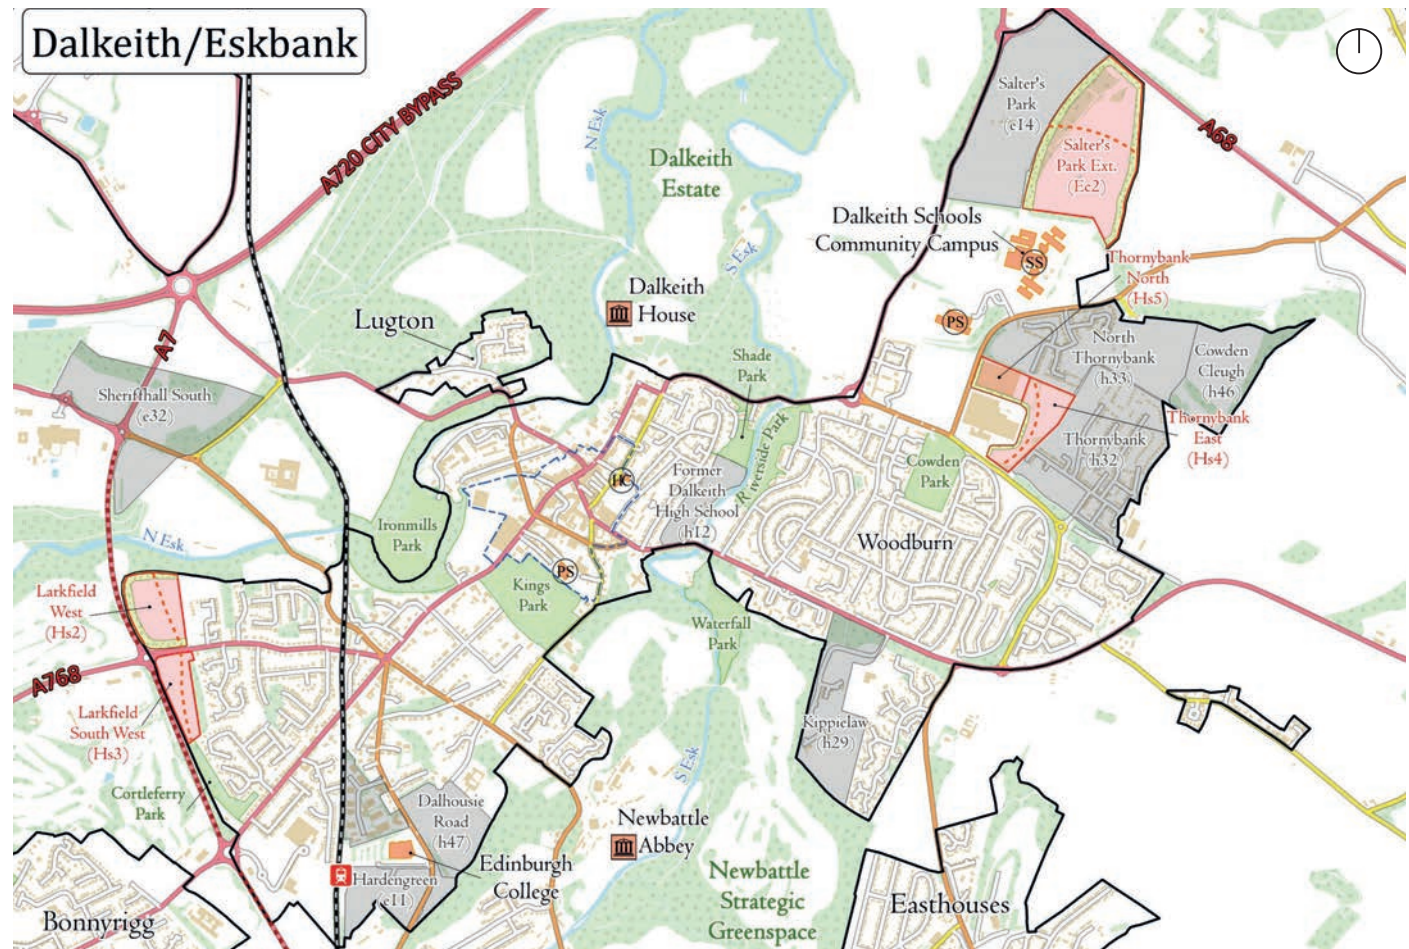 Dalkeith/Eskbank
A720 CITY BYPASS
N Esk
Dalkeith
Estate
Salter's
Park
(e14)
A68
Salter's
Park Ext.
(Ec2)
Dalkeith Schools
Community Campus
SS
S Esk
Thornybank
North
(Hs5)
Dalkeith
House
PS
Lugton
A7
North
Thornybank
(h33)
Cowden
Cleugh
(h46)
Shade
Park
Sheriffhall South
(e32)
Thornybank
East
(Hs4)
Riverside Park
Thornybank
(h32)
Cowden
Park
HC
Former
Dalkeith
High School
(h12)
Ironmills
Park
N Esk
Woodburn
PS
Kings
Park
Larkfield
West
(Hs2)
Waterfall
Park
A768
Larkfield
South West
(Hs3)
Kippielaw
(h29)
S Esk
Cortleferry
Park
Dalhousie
Road
(h47)
Newbattle
Abbey
Edinburgh
College
Hardengreen
(e11)
Newbattle
Strategic
Greenspace
Easthouses
Bonnyrigg